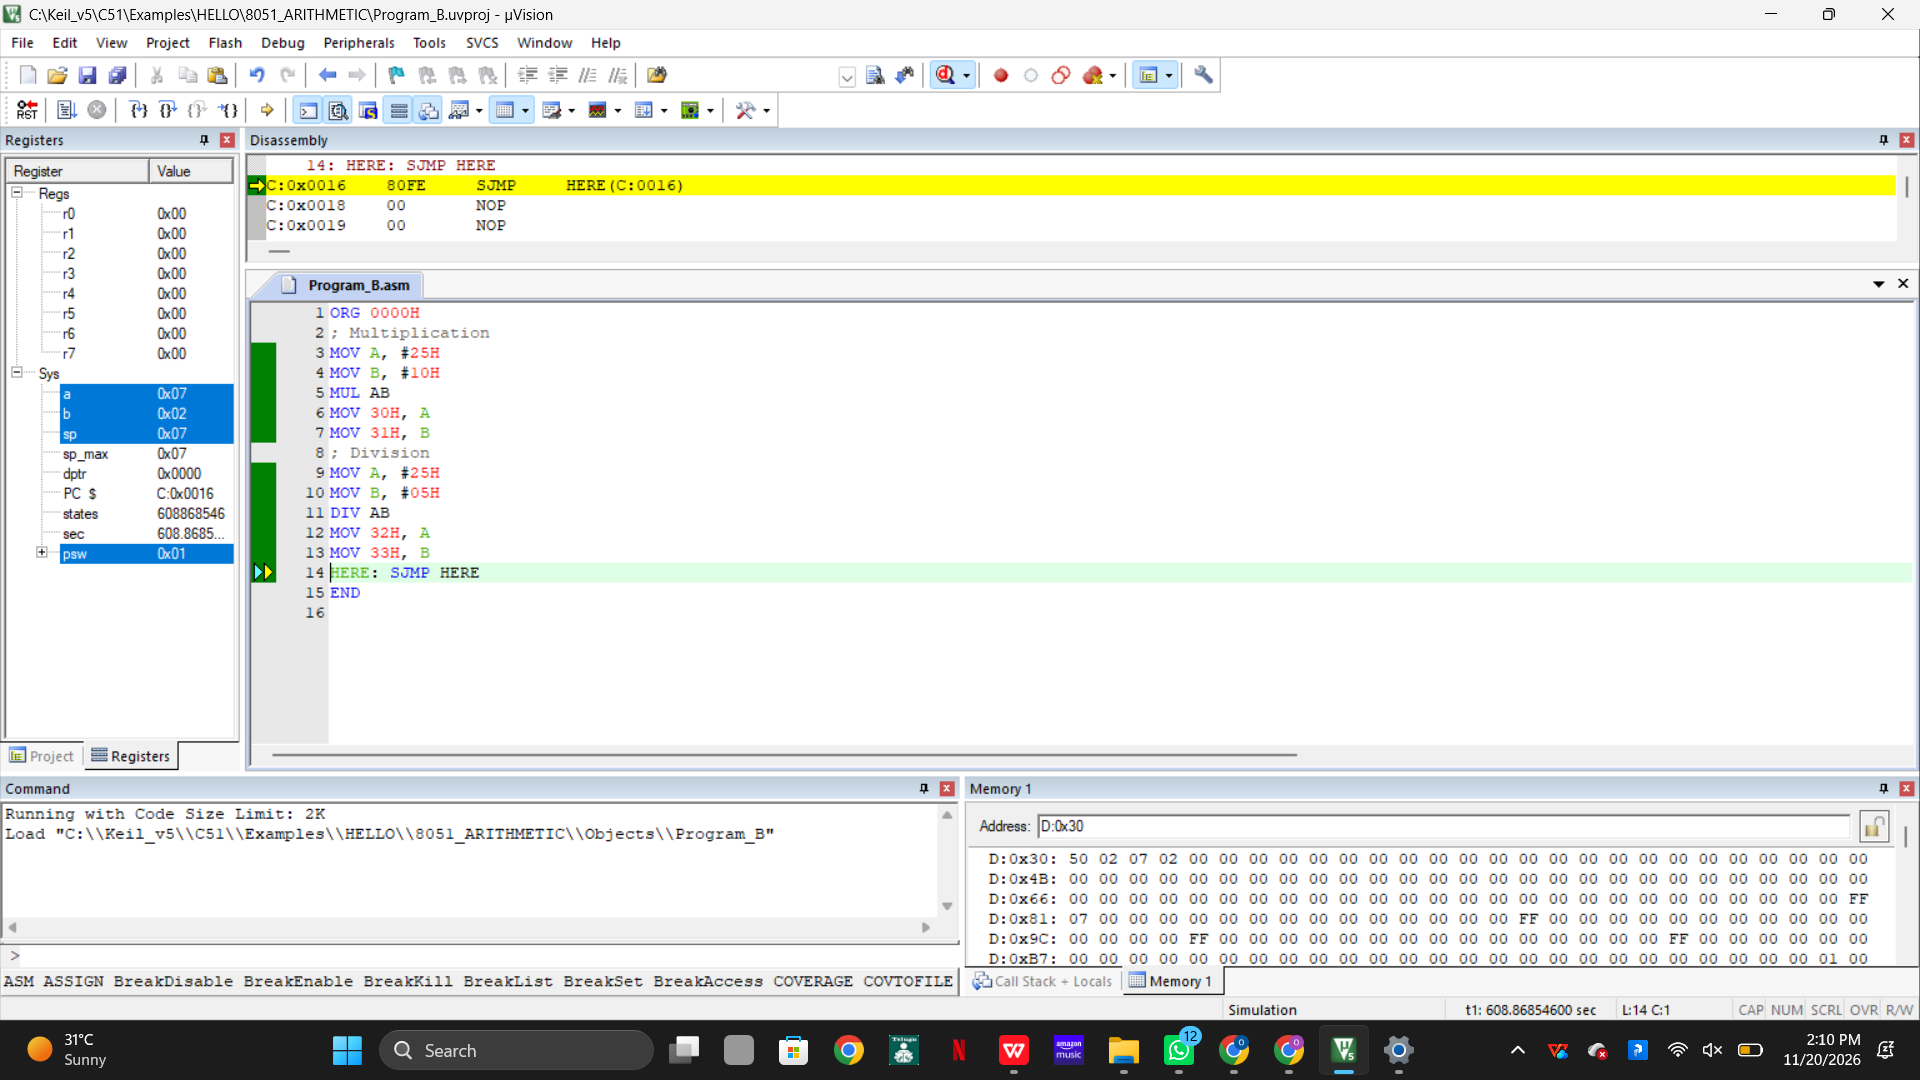 C:\Keil_v5\C51\Examples\HELLO\8051_ARITHMETIC\Program_B.uvproj - µVision
File Edit View Project Flash Debug Peripherals Tools SVCS Window Help
RST
Registers
Register Value
Regs
r0 0x00
r1 0x00
r2 0x00
r3 0x00
r4 0x00
r5 0x00
r6 0x00
r7 0x00
Sys
a 0x07
b 0x02
sp 0x07
sp_max 0x07
dptr 0x0000
PC $ C:0x0016
states 608868546
sec 608.8685...
psw 0x01
Project Registers
Disassembly
14: HERE: SJMP HERE
C:0x0016 80FE SJMP HERE(C:0016)
C:0x0018 00 NOP
C:0x0019 00 NOP
Program_B.asm
1 ORG 0000H
2 ; Multiplication
3 MOV A, #25H
4 MOV B, #10H
5 MUL AB
6 MOV 30H, A
7 MOV 31H, B
8 ; Division
9 MOV A, #25H
10 MOV B, #05H
11 DIV AB
12 MOV 32H, A
13 MOV 33H, B
14 HERE: SJMP HERE
15 END
16
Command
Running with Code Size Limit: 2K
Load "C:\\Keil_v5\\C51\\Examples\\HELLO\\8051_ARITHMETIC\\Objects\\Program_B"
>
ASM ASSIGN BreakDisable BreakEnable BreakKill BreakList BreakSet BreakAccess COVERAGE COVTOFILE
Memory 1
Address: D:0x30
D:0x30: 50 02 07 02 00 00 00 00 00 00 00 00 00 00 00 00 00 00 00 00 00 00 00 00 00 00 00
D:0x4B: 00 00 00 00 00 00 00 00 00 00 00 00 00 00 00 00 00 00 00 00 00 00 00 00 00 00 00
D:0x66: 00 00 00 00 00 00 00 00 00 00 00 00 00 00 00 00 00 00 00 00 00 00 00 00 00 00 FF
D:0x81: 07 00 00 00 00 00 00 00 00 00 00 00 00 00 00 FF 00 00 00 00 00 00 00 00 00 00 00
D:0x9C: 00 00 00 00 FF 00 00 00 00 00 00 00 00 00 00 00 00 00 00 00 FF 00 00 00 00 00 00
D:0xB7: 00 00 00 00 00 00 00 00 00 00 00 00 00 00 00 00 00 00 00 00 00 00 00 00 00 01 00
Call Stack + Locals Memory 1
Simulation t1: 608.86854600 sec L:14 C:1 CAP NUM SCRL OVR R/W
31°C
Sunny
Search
Telugu
amazon music
12
2:10 PM
11/20/2026